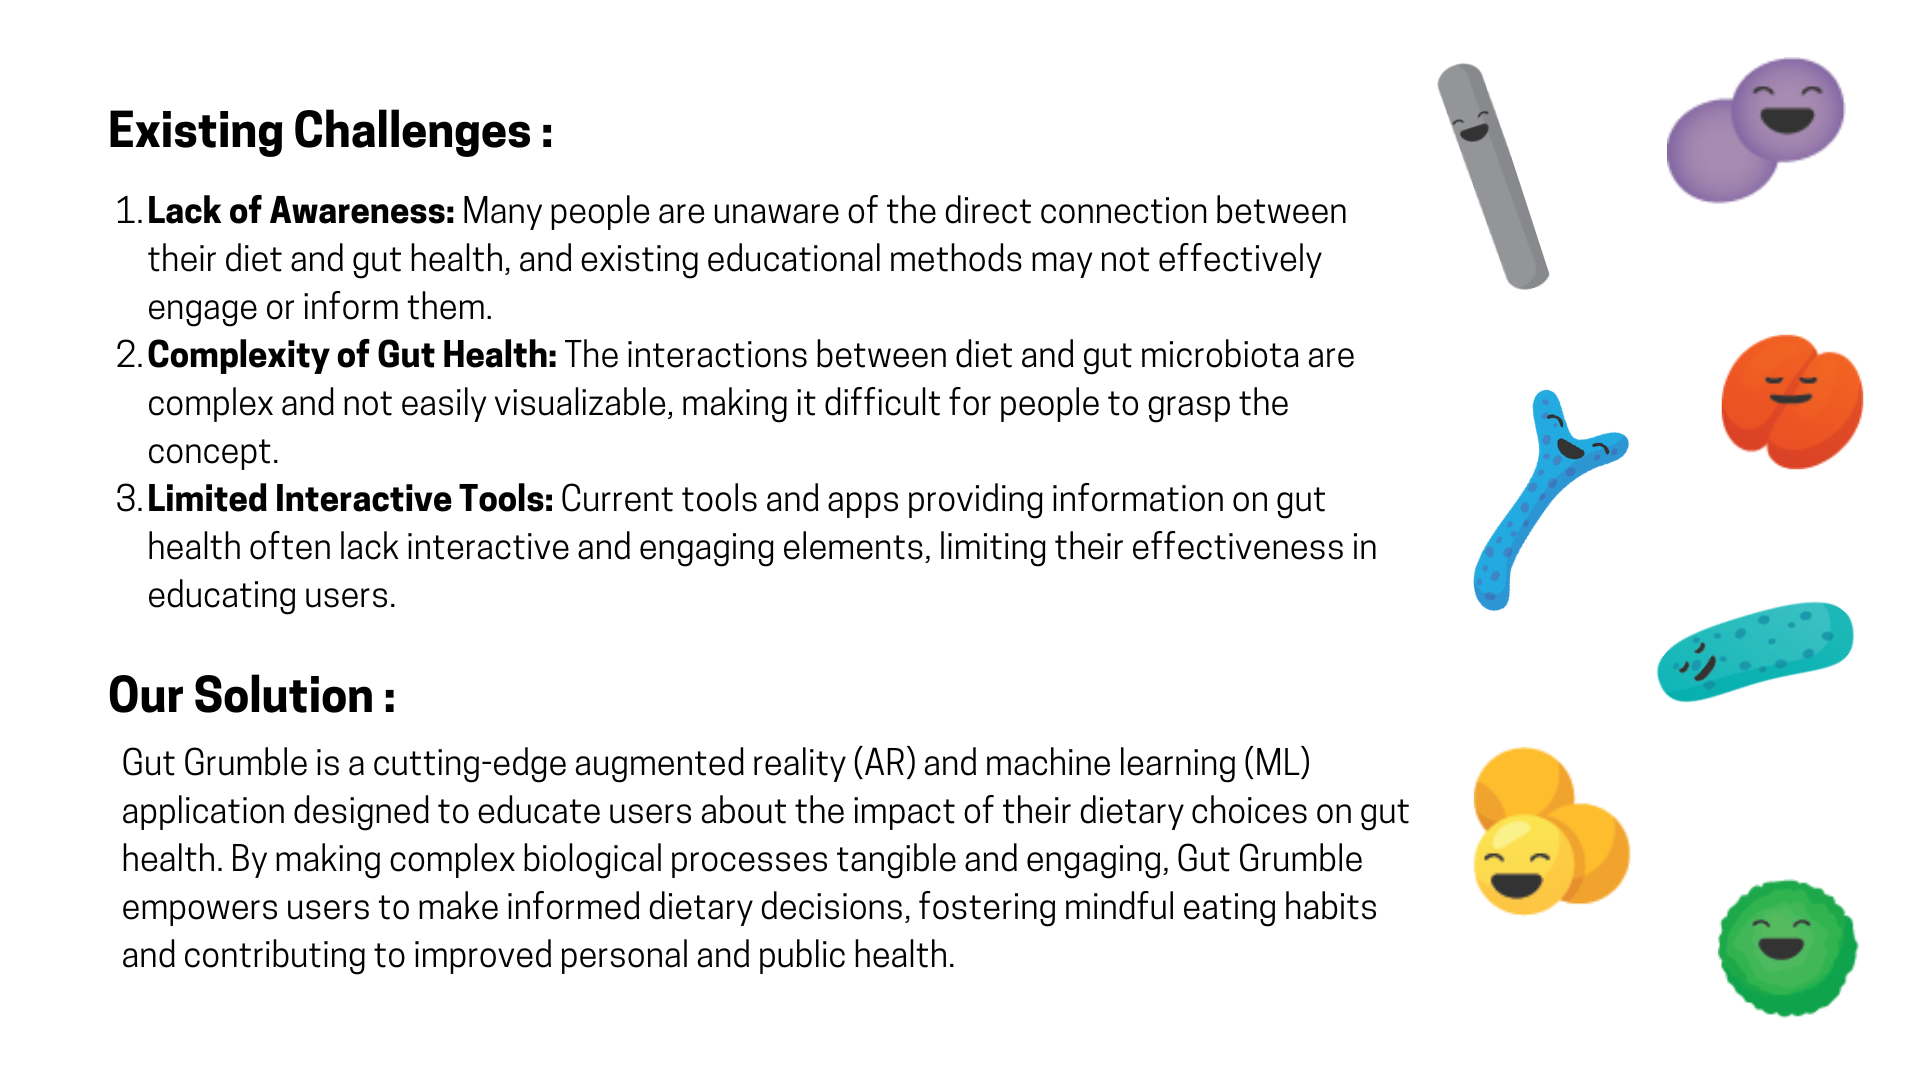 Existing Challenges :
1. Lack of Awareness: Many people are unaware of the direct connection between
their diet and gut health, and existing educational methods may not effectively
engage or inform them.
2. Complexity of Gut Health: The interactions between diet and gut microbiota are
complex and not easily visualizable, making it difficult for people to grasp the
concept.
3. Limited Interactive Tools: Current tools and apps providing information on gut
health often lack interactive and engaging elements, limiting their effectiveness in
educating users.
Our Solution :
Gut Grumble is a cutting-edge augmented reality (AR) and machine learning (ML)
application designed to educate users about the impact of their dietary choices on gut
health. By making complex biological processes tangible and engaging, Gut Grumble
empowers users to make informed dietary decisions, fostering mindful eating habits
and contributing to improved personal and public health.